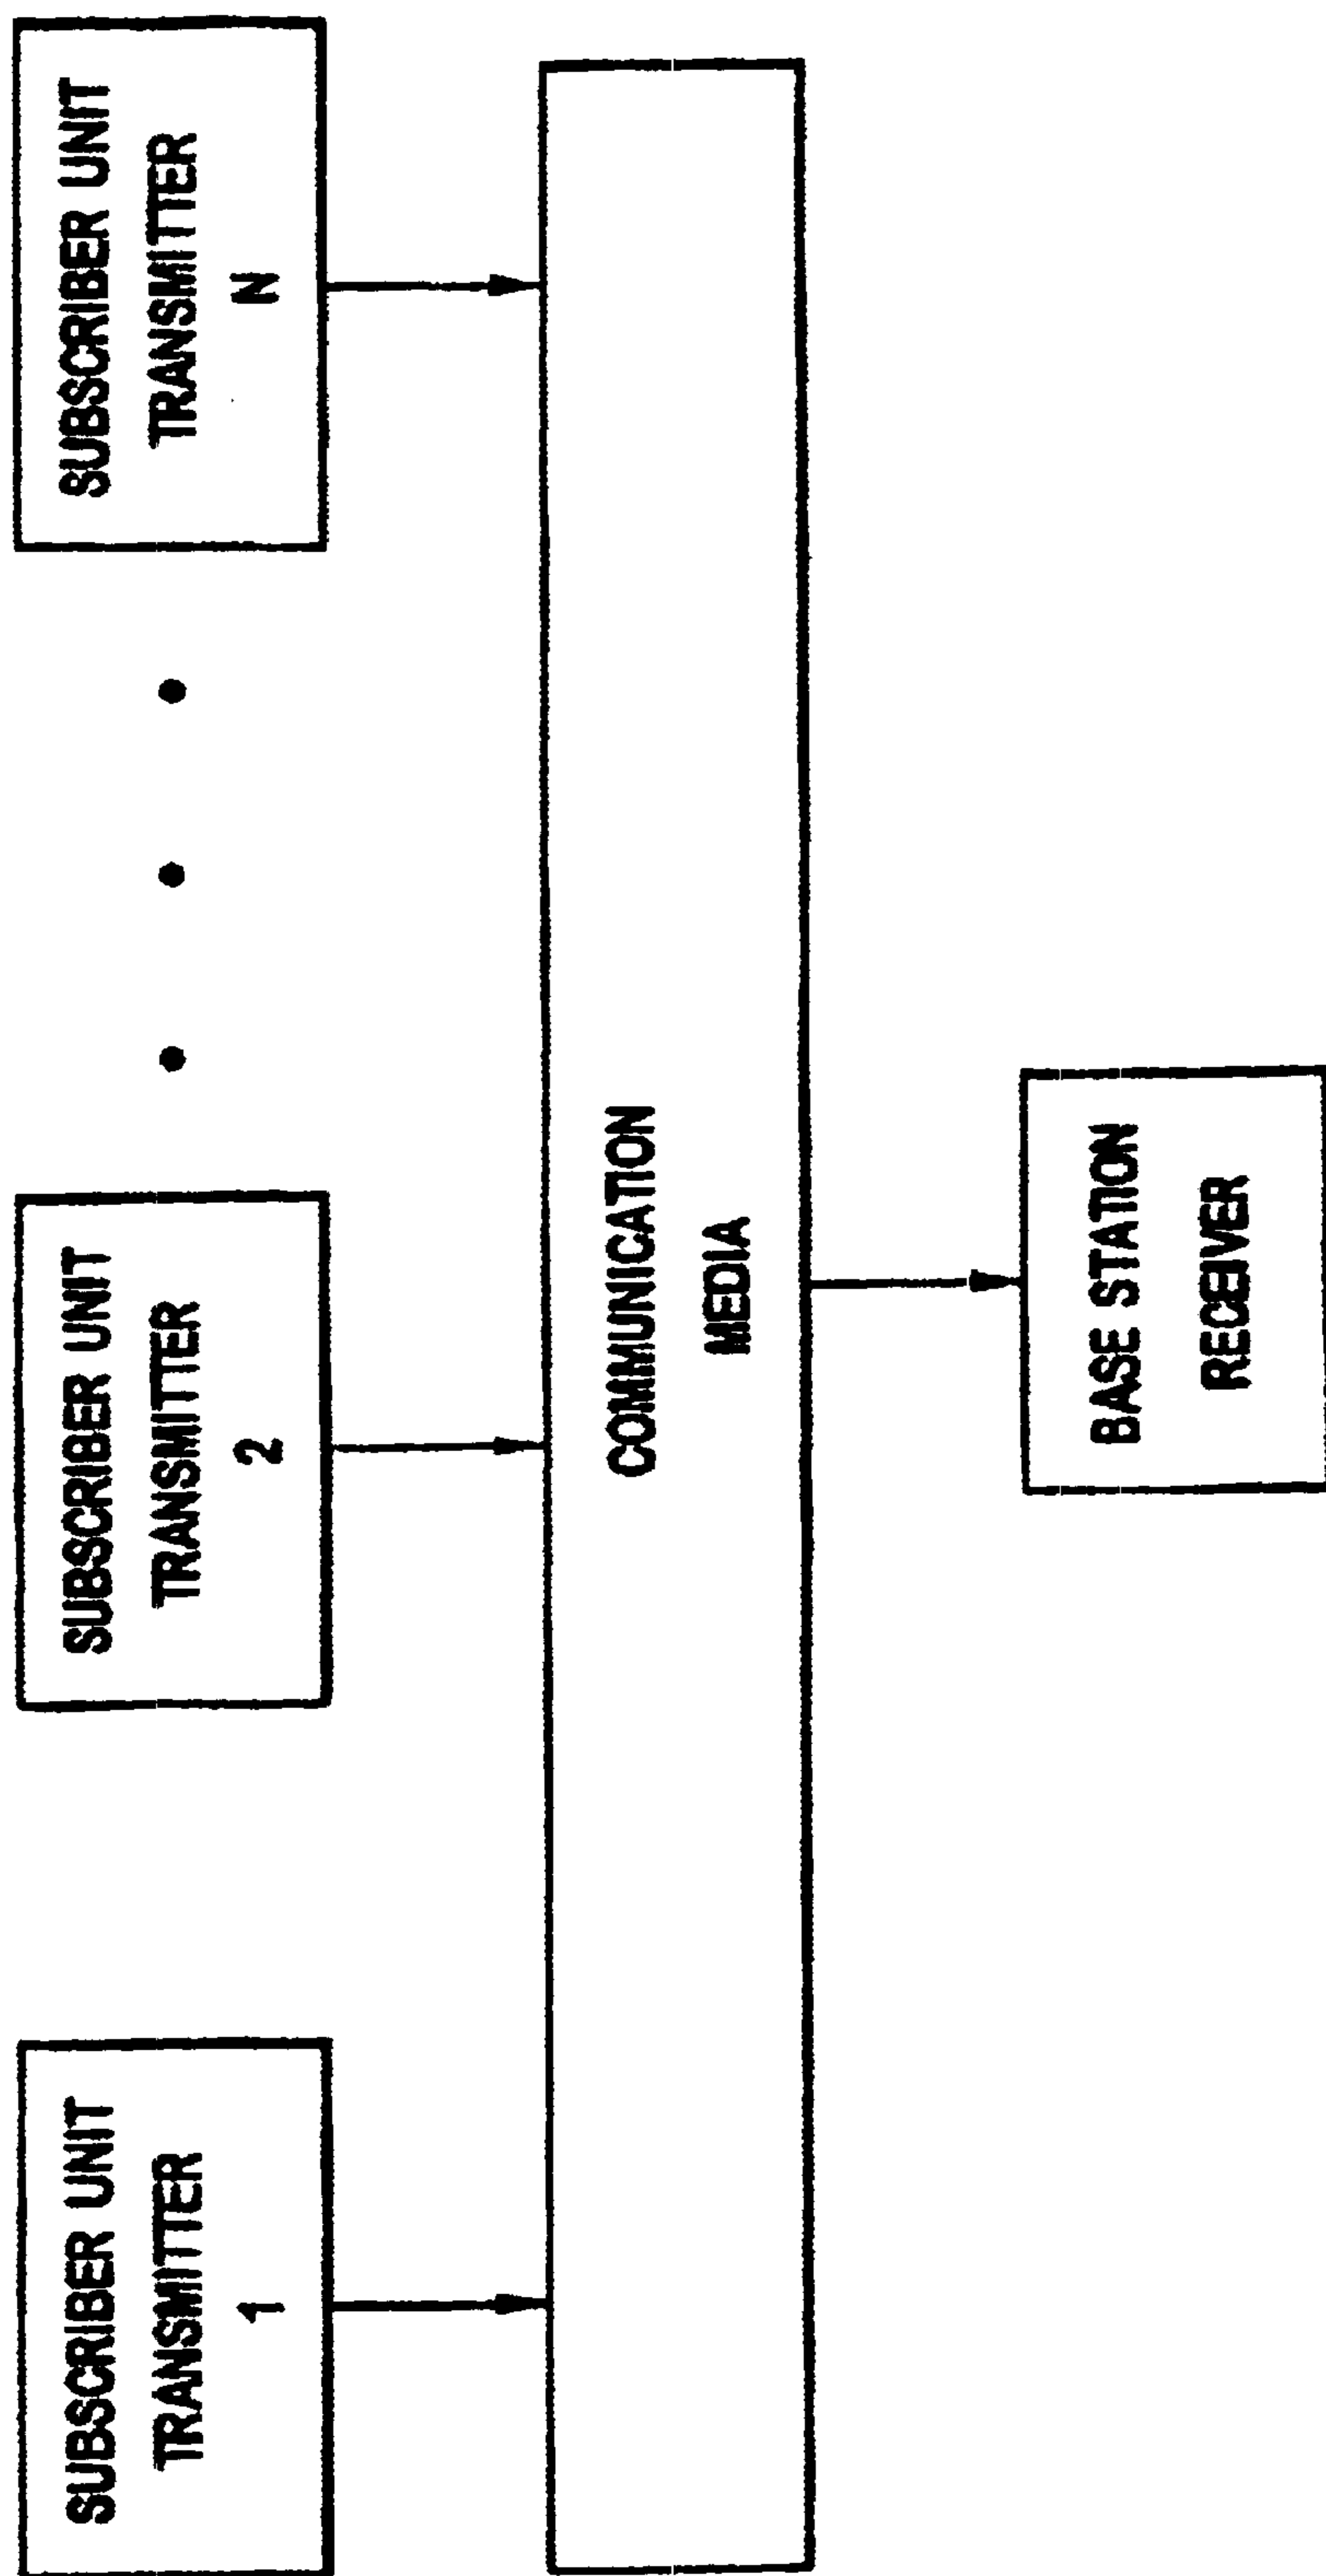 SUBSCRIBER UNIT
TRANSMITTER
1
SUBSCRIBER UNIT
TRANSMITTER
2
SUBSCRIBER UNIT
TRANSMITTER
N
COMMUNICATION
MEDIA
BASE STATION
RECEIVER